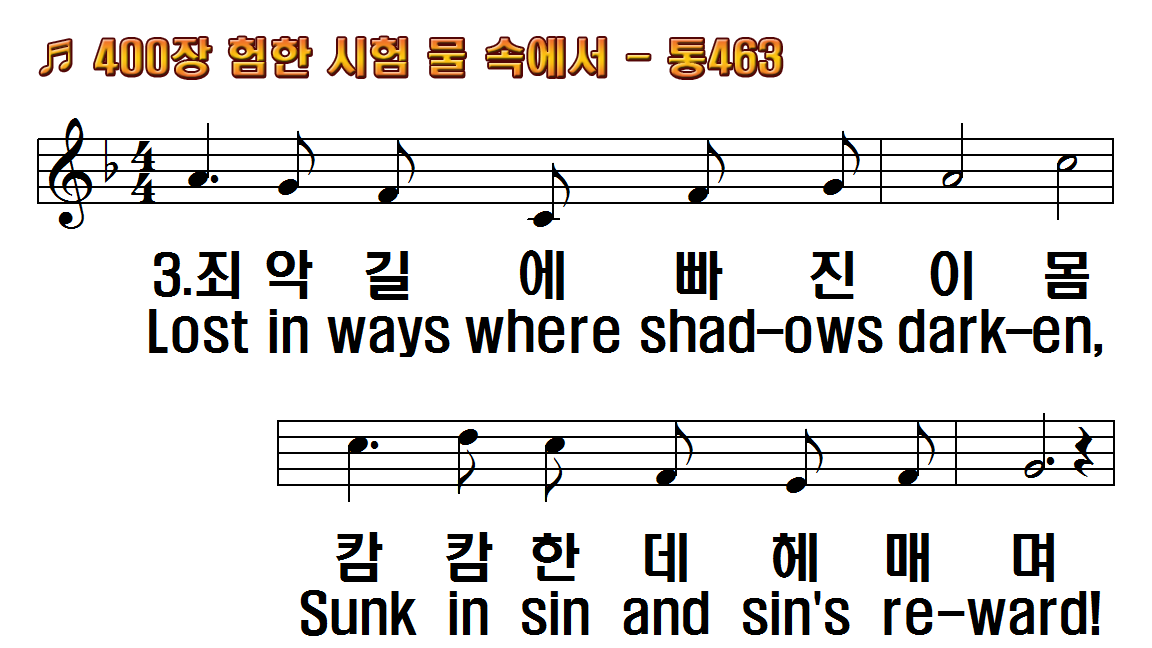 ♬ 400장 험한 시험 물 속에서 - 통463
4
4
3.죄 악 길 에 빠 진 이 몸
Lost in ways where shad-ows dark-en,
캄 캄 한 데 헤 매 며
Sunk in sin and sin's re-ward!